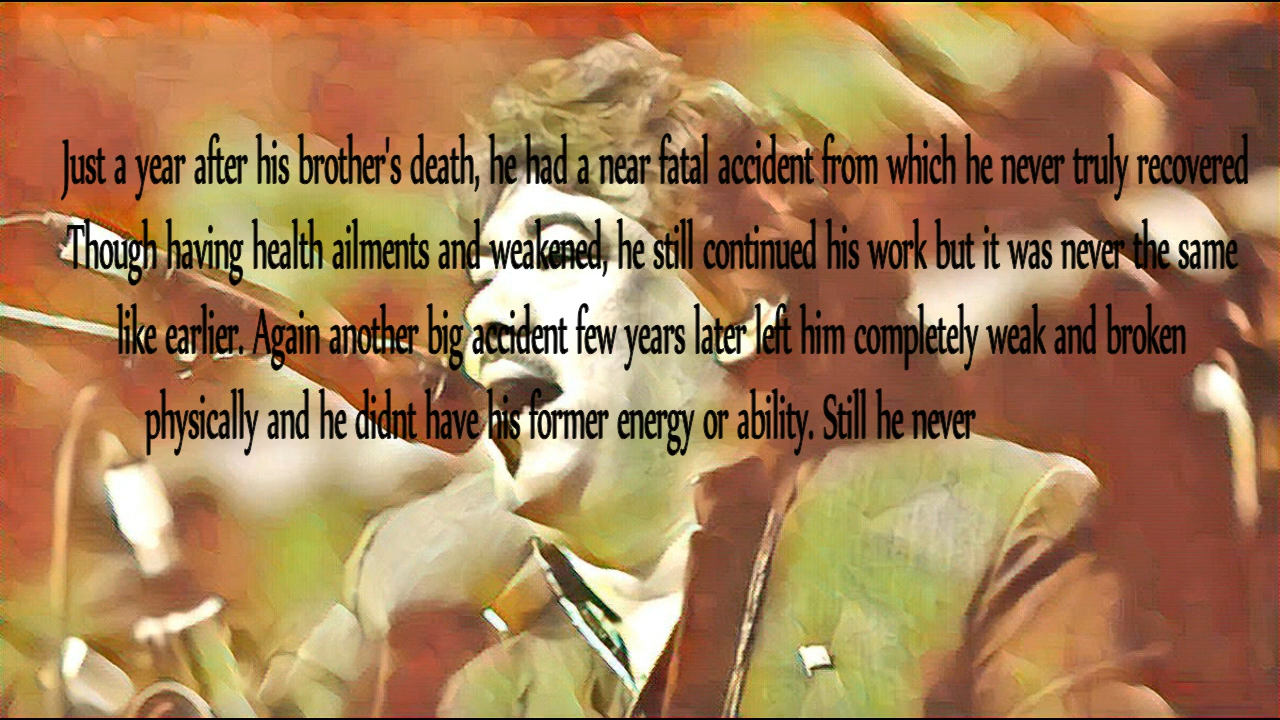 Just a year after his brother's death, he had a near fatal accident from which he never truly recovered
Though having health ailments and weakened, he still continued his work but it was never the same
like earlier. Again another big accident few years later left him completely weak and broken
physically and he didnt have his former energy or ability. Still he never